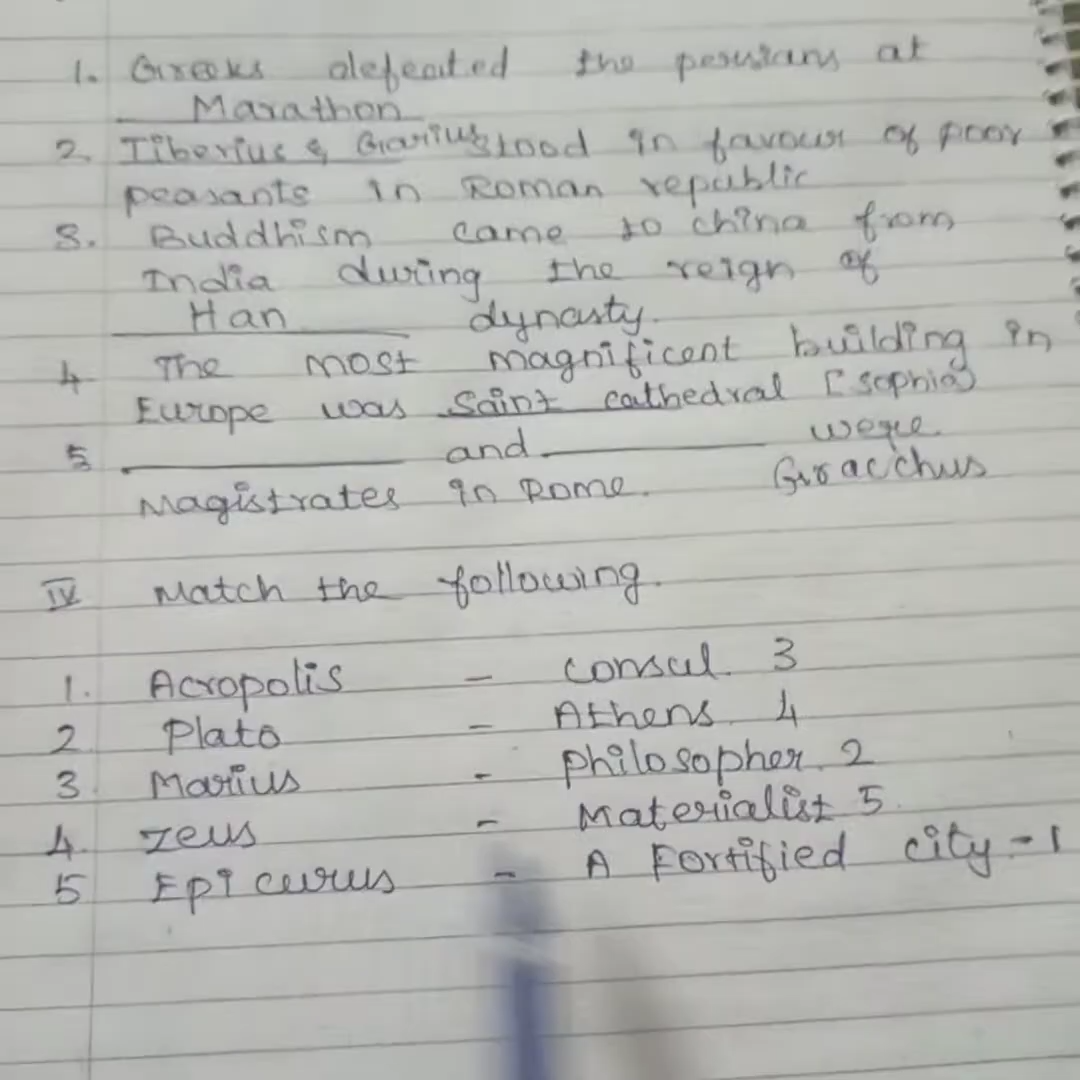 1. Greeks defeated the persians at
Marathon
2. Tiberius & Garius stood in favour of poor
peasants in Roman republic
3. Buddhism came to china from
India during the reign of
Han dynasty.
4 The most magnificent building in
Europe was Saint cathedral [sophia]
5 __________ and __________ were
Magistrates in Rome. Giracchus
IV Match the following.
1. Acropolis - consul. 3
2. Plato - Athens. 4
3. Marius - philosopher. 2
4. Zeus - Materialist 5.
5 Epicurus - A Fortified city - 1